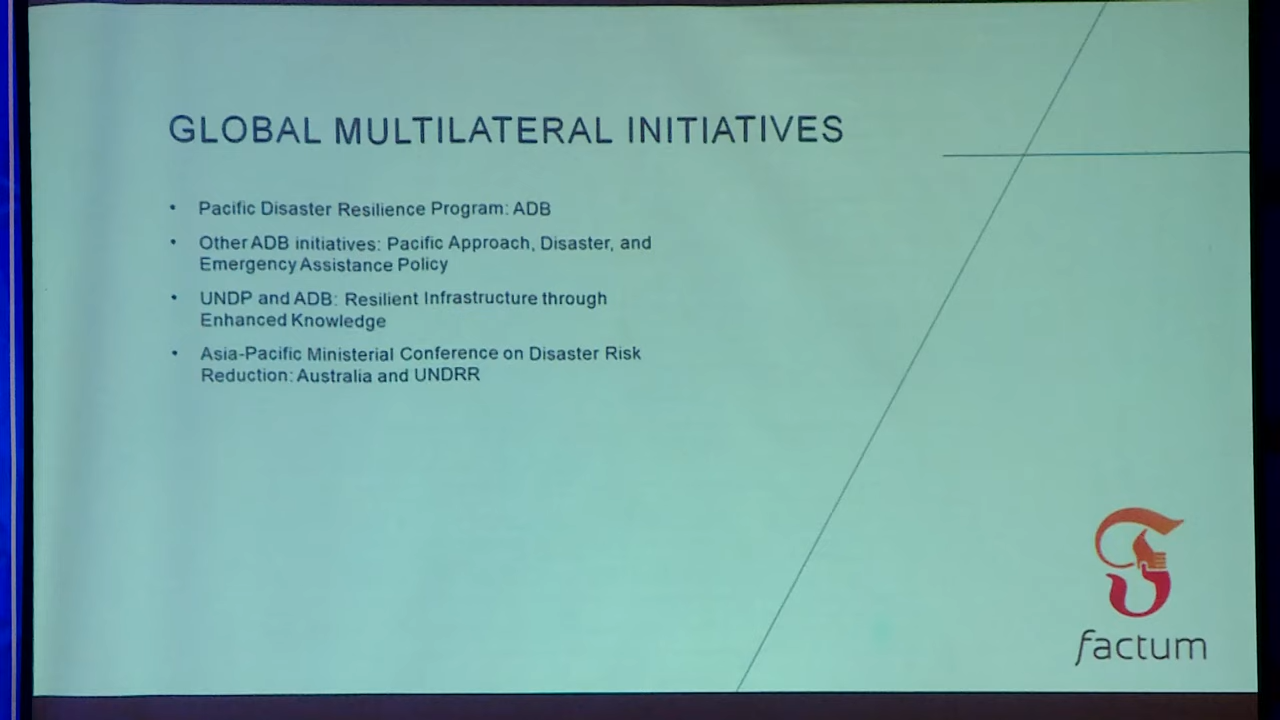 GLOBAL MULTILATERAL INITIATIVES
• Pacific Disaster Resilience Program: ADB
• Other ADB initiatives: Pacific Approach, Disaster, and
Emergency Assistance Policy
• UNDP and ADB: Resilient Infrastructure through
Enhanced Knowledge
• Asia-Pacific Ministerial Conference on Disaster Risk
Reduction: Australia and UNDRR
factum